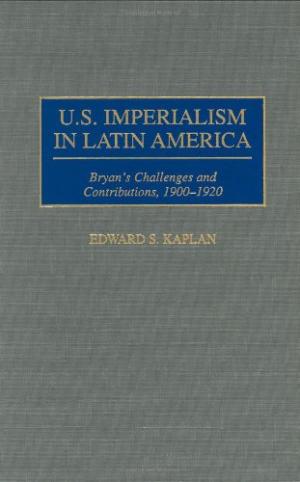 U.S. IMPERIALISM
IN LATIN AMERICA
Bryan's Challenges and
Contributions, 1900–1920
EDWARD S. KAPLAN